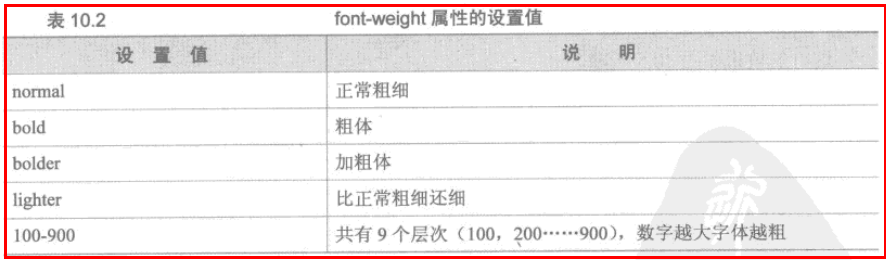 表 10.2 font-weight 属性的设置值
设 置 值 说 明
normal 正常粗细
bold 粗体
bolder 加粗体
lighter 比正常粗细还细
100-900 共有 9 个层次（100，200……900），数字越大字体越粗